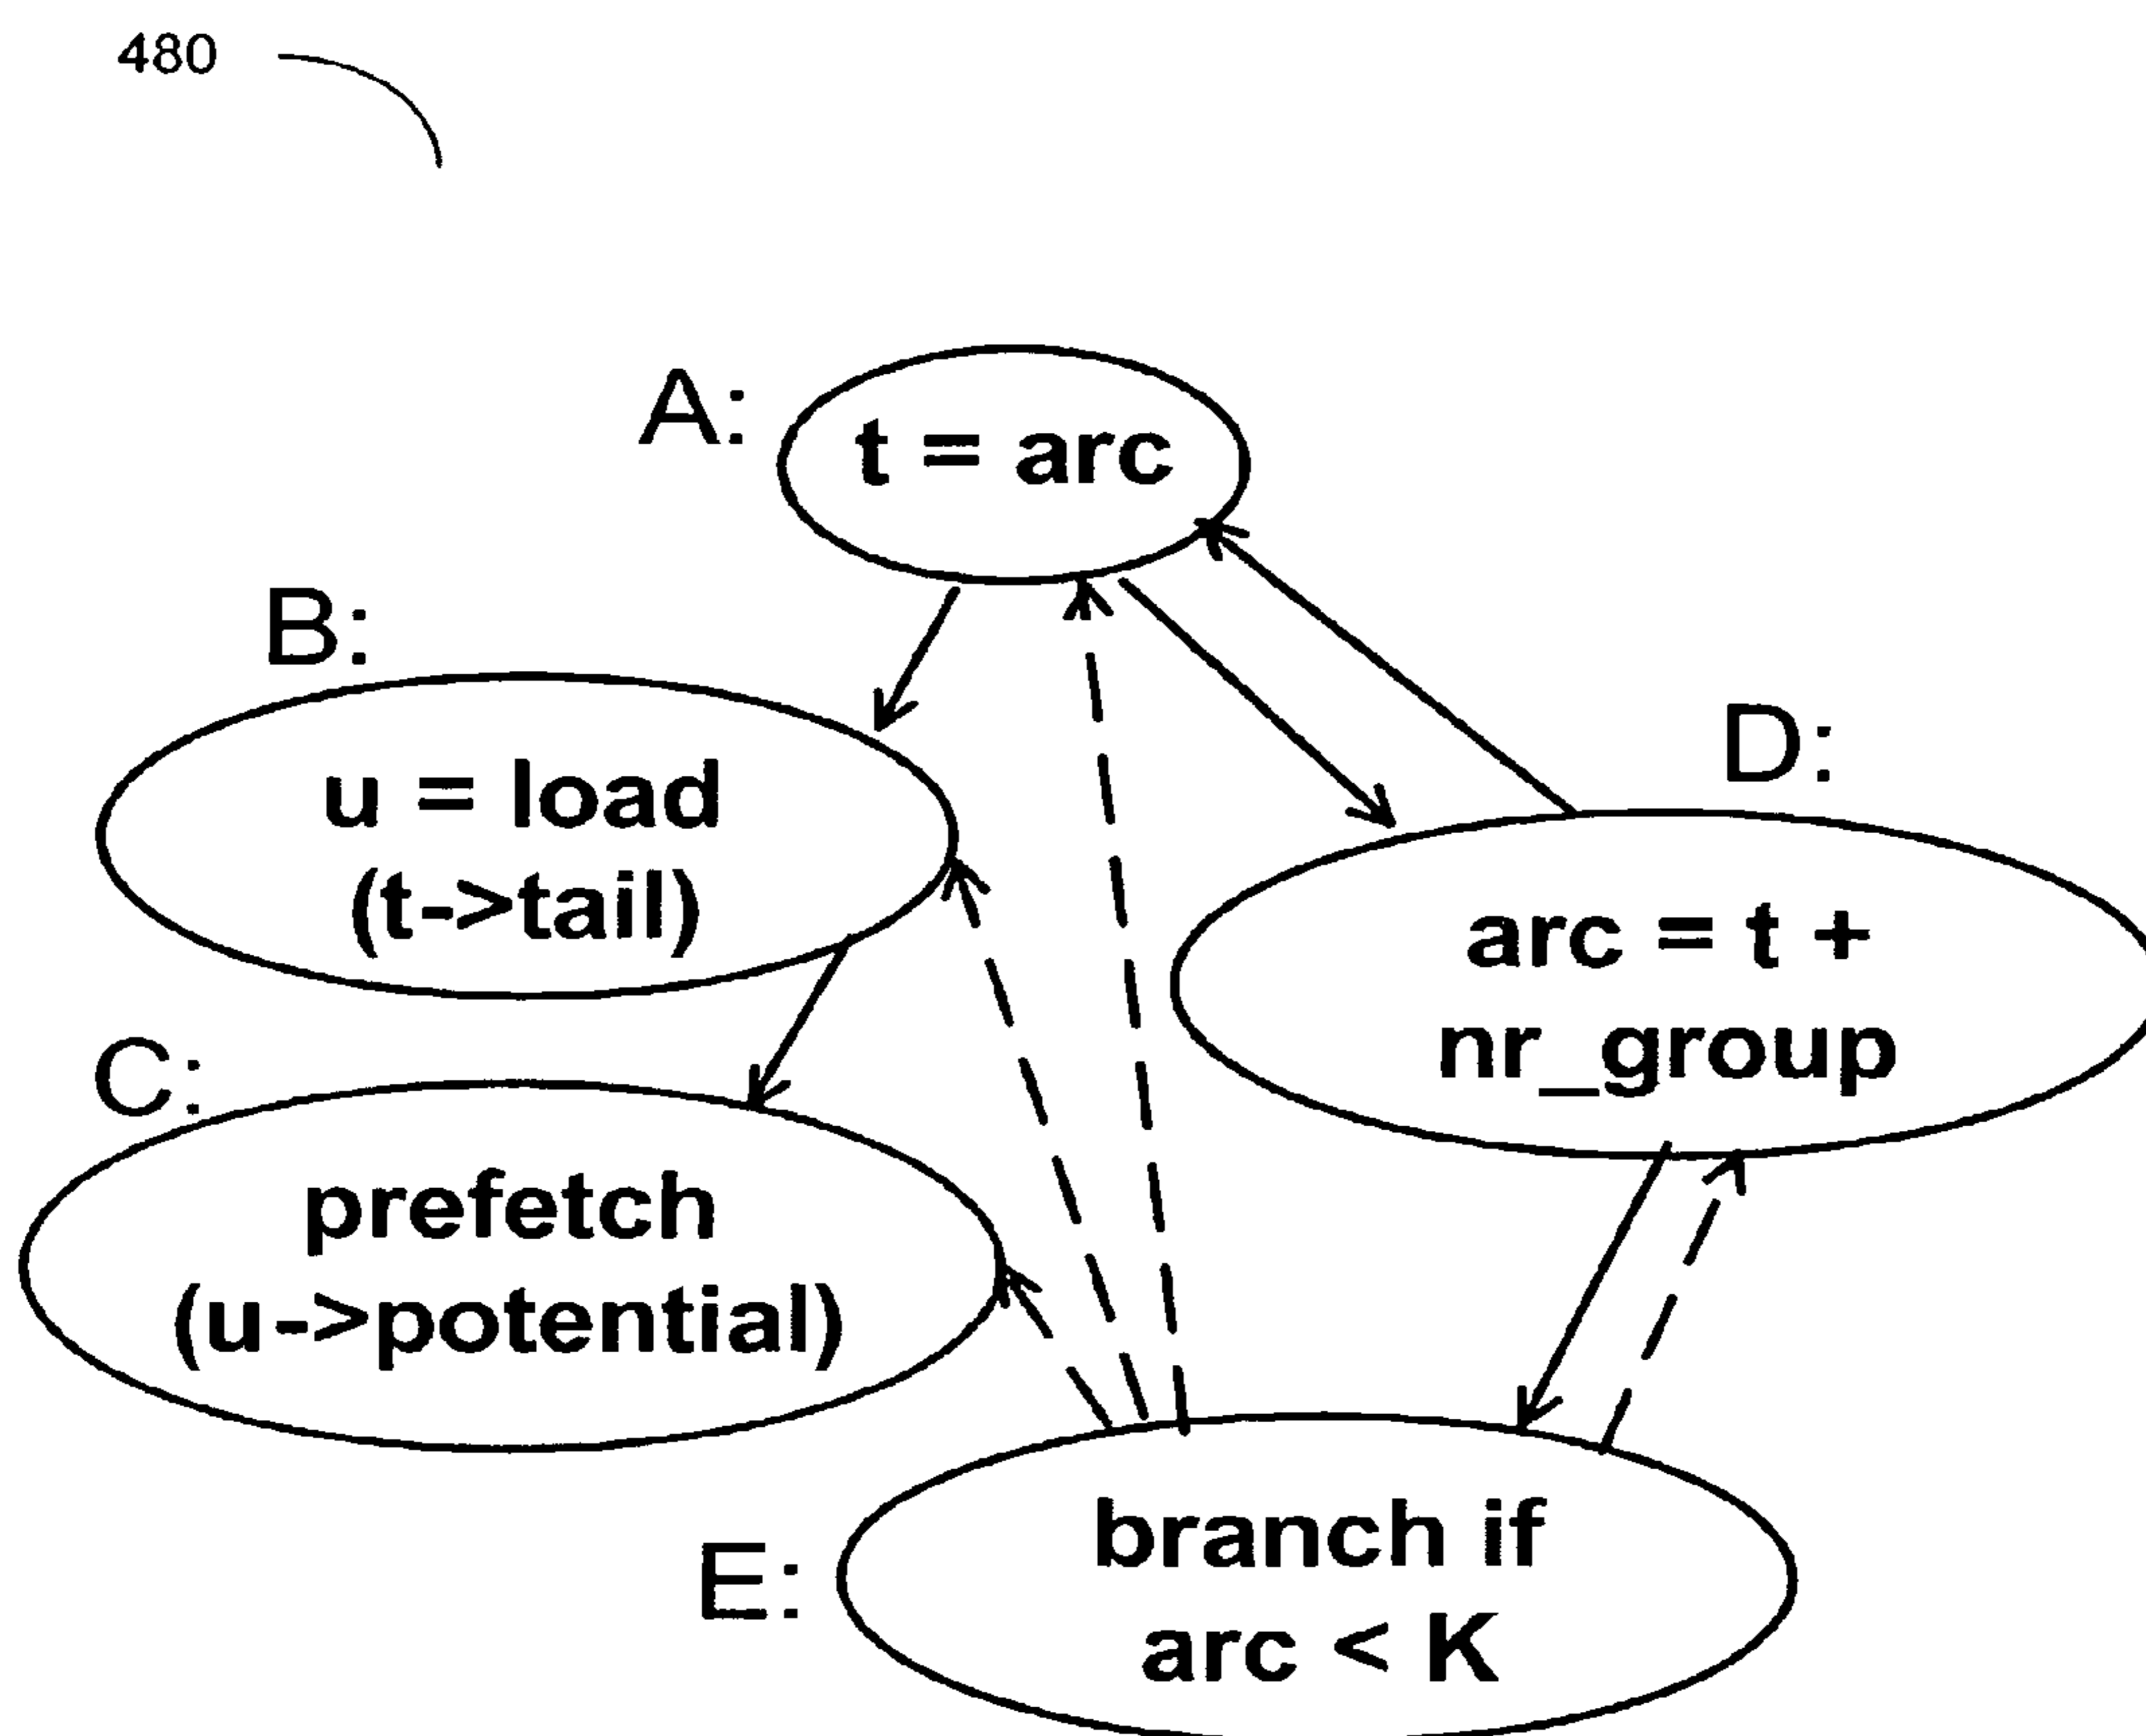 480
A:
t = arc
B:
u = load
(t->tail)
D:
arc = t +
nr_group
C:
prefetch
(u->potential)
E:
branch if
arc < K